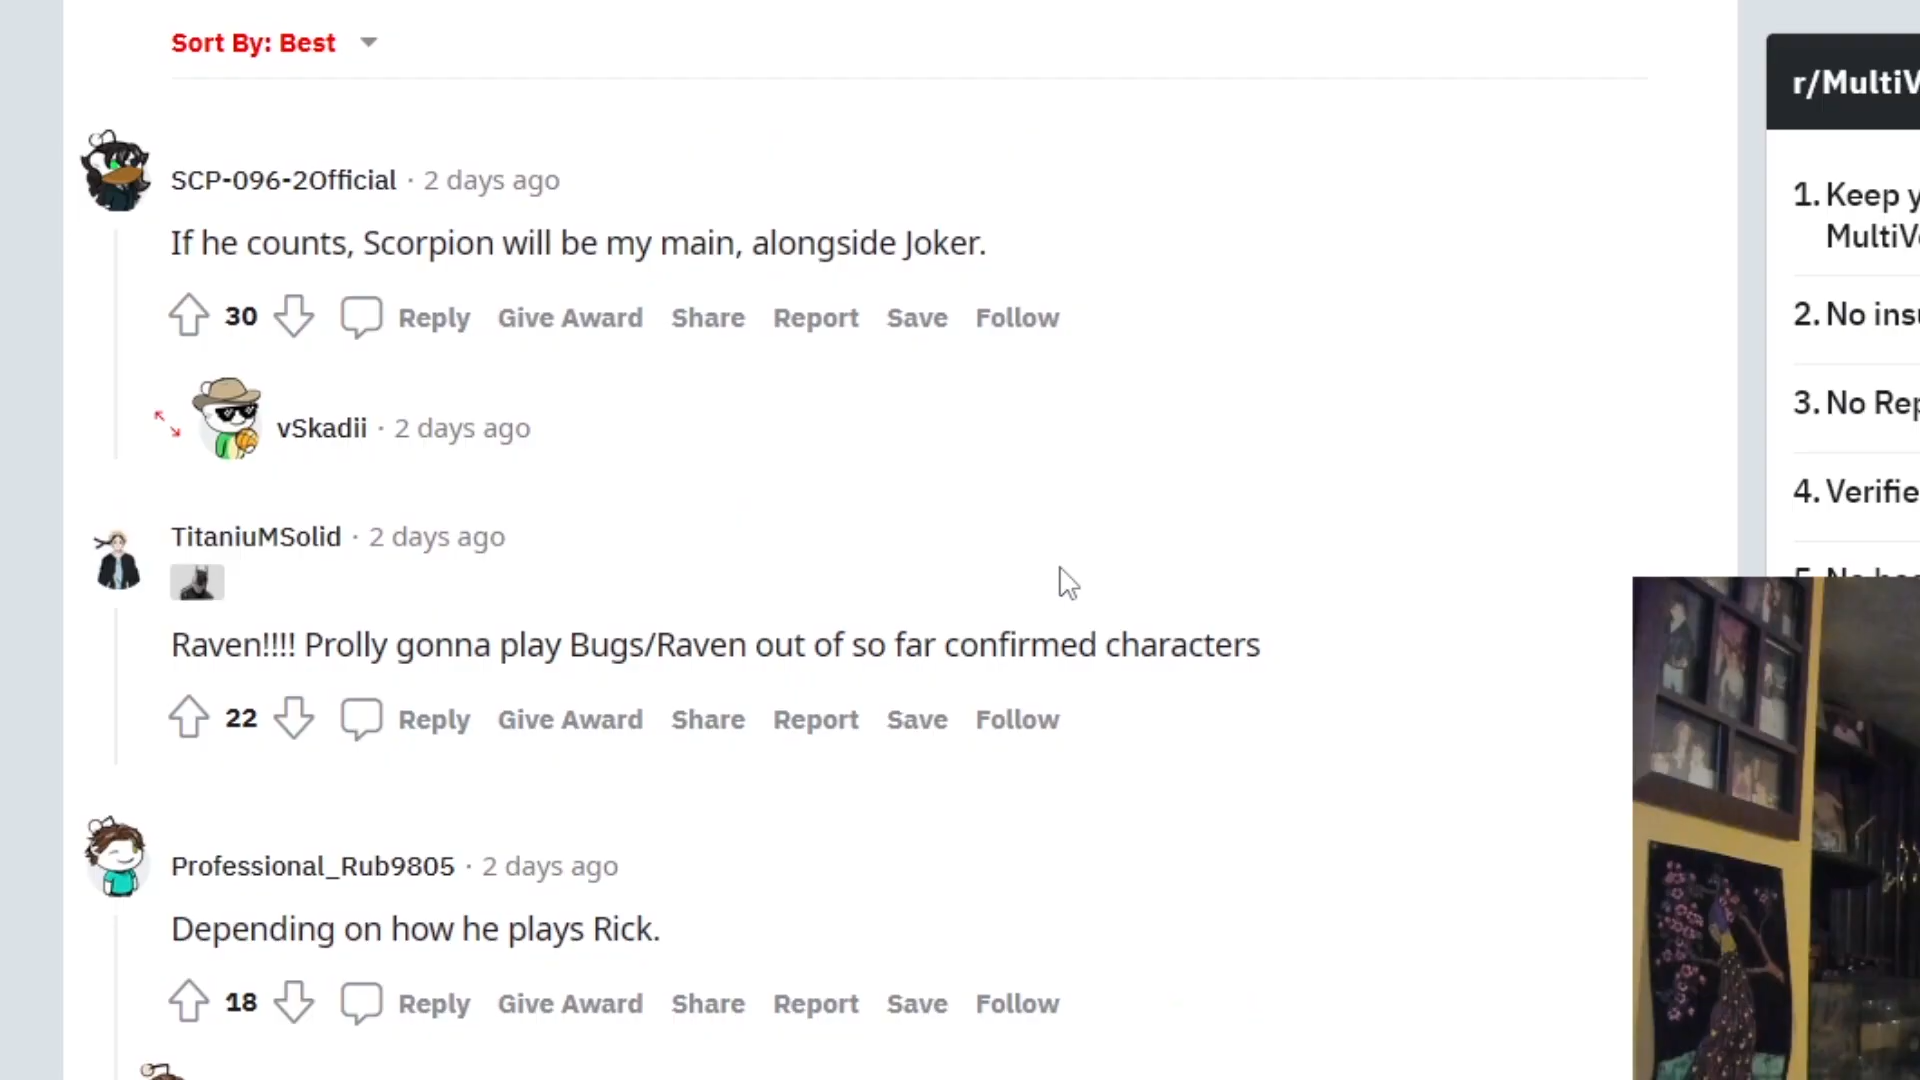 Sort By: Best
SCP-096-2Official · 2 days ago
If he counts, Scorpion will be my main, alongside Joker.
30 Reply Give Award Share Report Save Follow
vSkadii · 2 days ago
TitaniuMSolid · 2 days ago
Raven!!!! Prolly gonna play Bugs/Raven out of so far confirmed characters
22 Reply Give Award Share Report Save Follow
Professional_Rub9805 · 2 days ago
Depending on how he plays Rick.
18 Reply Give Award Share Report Save Follow
r/MultiV
1. Keep y
MultiV
2. No insu
3. No Rep
4. Verifie